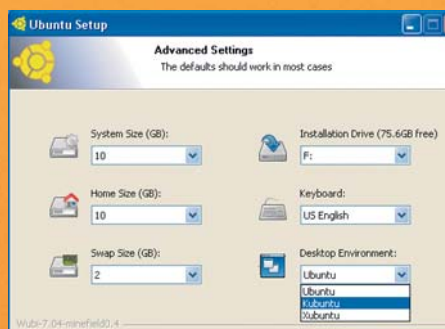 Ubuntu Setup
Advanced Settings
The defaults should work in most cases
System Size (GB):
10
Installation Drive (75.6GB free)
F:
Home Size (GB):
10
Keyboard:
US English
Swap Size (GB):
2
Desktop Environment:
Ubuntu
Ubuntu
Kubuntu
Xubuntu
Wubi-7.04-minefield0.4